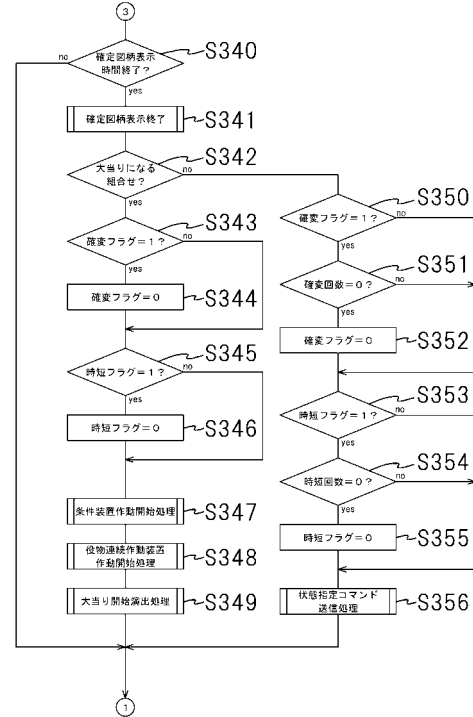 3
確定図柄表示
時間終了？
no
yes
S340
確定図柄表示終了
S341
大当りになる
組合せ？
no
yes
S342
確変フラグ＝1？
no
yes
S343
確変フラグ＝0
S344
時短フラグ＝1？
no
yes
S345
時短フラグ＝0
S346
条件装置作動開始処理
S347
役物連続作動装置
作動開始処理
S348
大当り開始演出処理
S349
確変フラグ＝1？
no
yes
S350
確変回数＝0？
no
yes
S351
確変フラグ＝0
S352
時短フラグ＝1？
no
yes
S353
時短回数＝0？
no
yes
S354
時短フラグ＝0
S355
状態指定コマンド
送信処理
S356
1